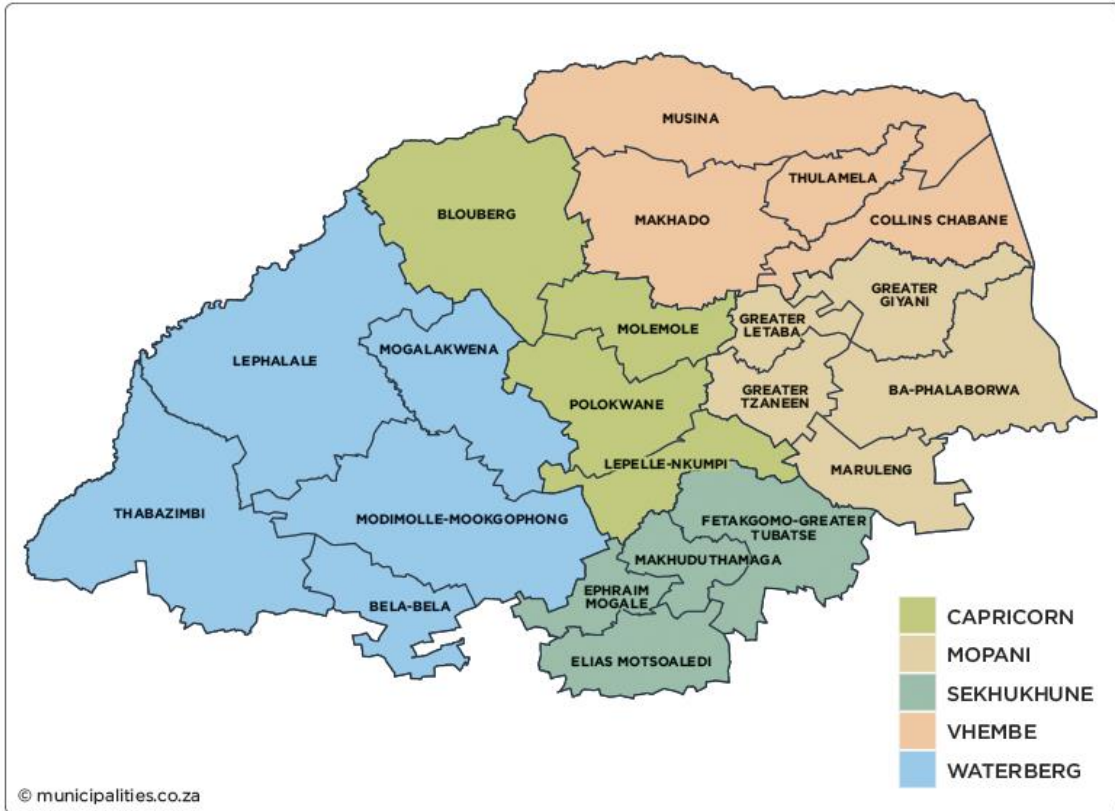 MUSINA
THULAMELA
BLOUBERG
MAKHADO
COLLINS CHABANE
GREATER
GIYANI
GREATER
LETABA
MOLEMOLE
MOGALAKWENA
LEPHALALE
GREATER
TZANEEN
BA-PHALABORWA
POLOKWANE
LEPELLE-NKUMPI
MARULENG
THABAZIMBI
MODIMOLLE-MOOKGOPHONG
FETAKGOMO-GREATER
TUBATSE
MAKHUDUTHAMAGA
EPHRAIM
MOGALE
BELA-BELA
ELIAS MOTSOALEDI
CAPRICORN
MOPANI
SEKHUKHUNE
VHEMBE
WATERBERG
© municipalities.co.za